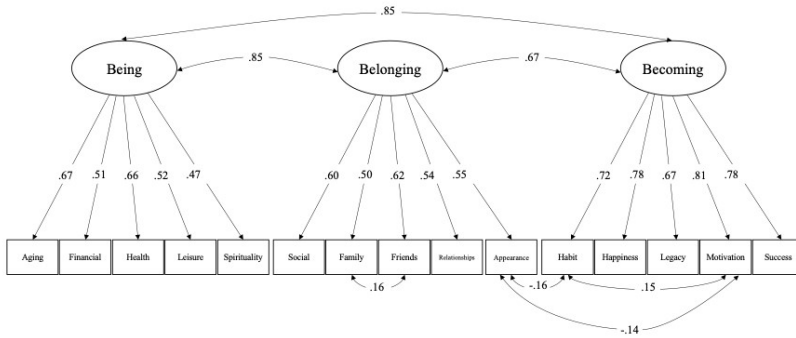 .85
Being
.85
Belonging
.67
Becoming
.67 .51 .66 .52 .47
.60 .50 .62 .54 .55
.72 .78 .67 .81 .78
Aging Financial Health Leisure Spirituality
Social Family Friends Relationships Appearance
Habit Happiness Legacy Motivation Success
.16
-.16
.15
-.14